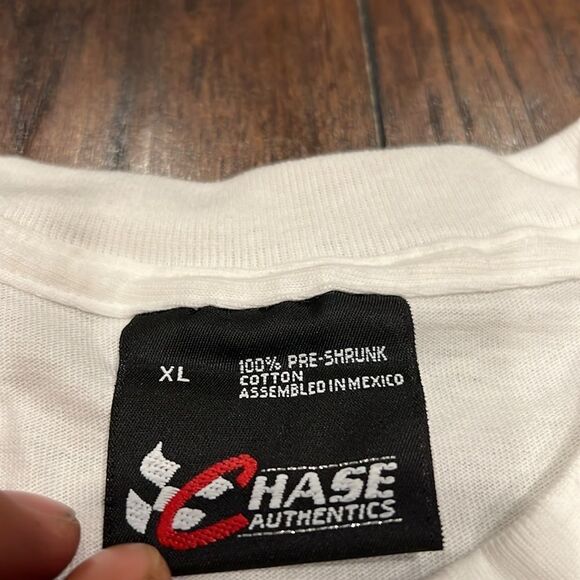 XL
100% PRE-SHRUNK
COTTON
ASSEMBLED IN MEXICO
CHASE
AUTHENTICS